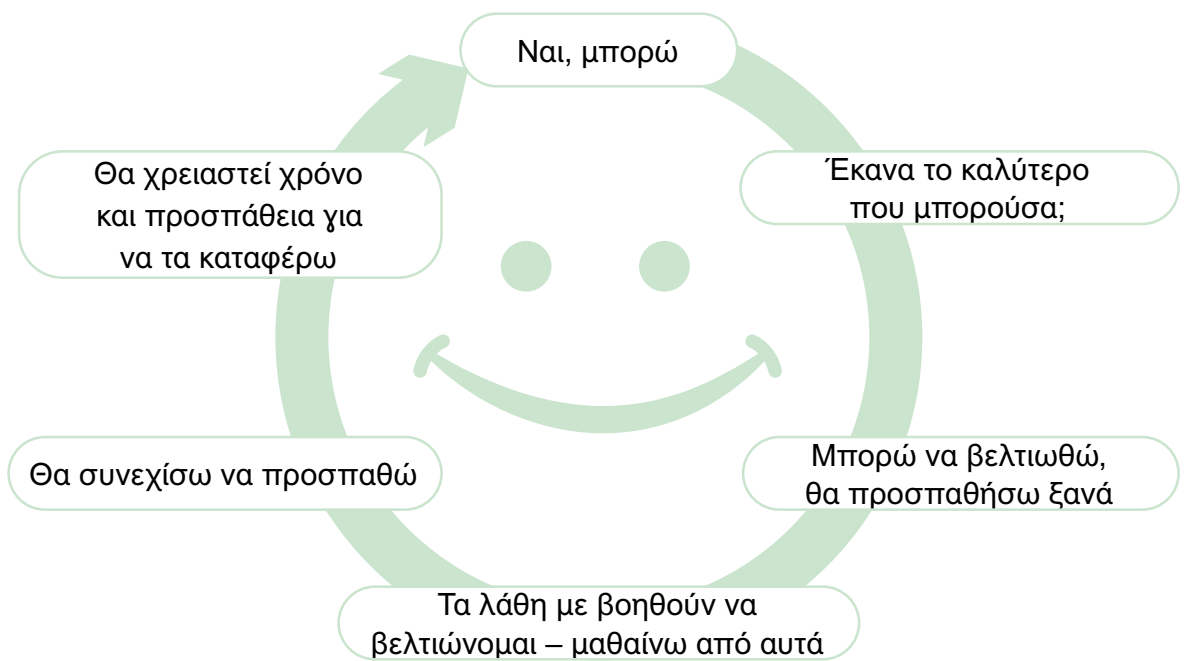 Ναι, μπορώ
Έκανα το καλύτερο
που μπορούσα;
Μπορώ να βελτιωθώ,
θα προσπαθήσω ξανά
Τα λάθη με βοηθούν να
βελτιώνομαι – μαθαίνω από αυτά
Θα συνεχίσω να προσπαθώ
Θα χρειαστεί χρόνο
και προσπάθεια για
να τα καταφέρω